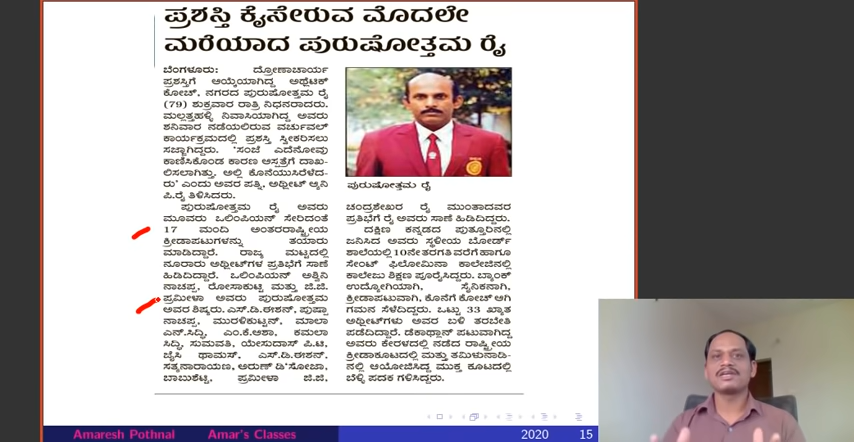 ಪ್ರಶಸ್ತಿ ಕೈಸೇರುವ ಮೊದಲೇ
ಮರೆಯಾದ ಪುರುಷೋತ್ತಮ ರೈ
ಬೆಂಗಳೂರು: ದ್ರೋಣಾಚಾರ್ಯ
ಪ್ರಶಸ್ತಿಗೆ ಆಯ್ಕೆಯಾಗಿದ್ದ ಅಥ್ಲೆಟಿಕ್
ಕೋಚ್, ನಗರದ ಪುರುಷೋತ್ತಮ ರೈ
(79) ಶುಕ್ರವಾರ ರಾತ್ರಿ ನಿಧನರಾದರು.
ಮಲ್ಲತ್ತಹಳ್ಳಿ ನಿವಾಸಿಯಾಗಿದ್ದ ಅವರು
ಶನಿವಾರ ನಡೆಯಲಿರುವ ವರ್ಚುವಲ್
ಕಾರ್ಯಕ್ರಮದಲ್ಲಿ ಪ್ರಶಸ್ತಿ ಸ್ವೀಕರಿಸಲು
ಸಜ್ಜಾಗಿದ್ದರು. 'ಸಂಜೆ ಎದೆನೋವು
ಕಾಣಿಸಿಕೊಂಡ ಕಾರಣ ಆಸ್ಪತ್ರೆಗೆ ದಾಖ-
ಲಿಸಲಾಗಿತ್ತು. ಅಲ್ಲಿ ಕೊನೆಯುಸಿರೆಳೆದ-
ರು' ಎಂದು ಅವರ ಪತ್ನಿ, ಅಥ್ಲೀಟ್ ಆ್ಯನಿ
ಪಿ.ರೈ ತಿಳಿಸಿದರು.
ಪುರುಷೋತ್ತಮ ರೈ ಅವರು
ಮೂವರು ಒಲಿಂಪಿಯನ್ ಸೇರಿದಂತೆ
17 ಮಂದಿ ಅಂತರರಾಷ್ಟ್ರೀಯ
ಕ್ರೀಡಾಪಟುಗಳನ್ನು ತಯಾರು
ಮಾಡಿದ್ದಾರೆ. ರಾಜ್ಯ ಮಟ್ಟದಲ್ಲಿ
ನೂರಾರು ಅಥ್ಲೀಟ್‌ಗಳ ಪ್ರತಿಭೆಗೆ ಸಾಣೆ
ಹಿಡಿದಿದ್ದಾರೆ. ಒಲಿಂಪಿಯನ್ ಅಶ್ವಿನಿ
ನಾಚಪ್ಪ, ರೋಸಾಕುಟ್ಟಿ ಮತ್ತು ಜಿ.ಜಿ.
ಪ್ರಮೀಳಾ ಅವರು ಪುರುಷೋತ್ತಮ
ಅವರ ಶಿಷ್ಯರು. ಎಸ್.ಡಿ.ಈಶನ್, ಪುಷ್ಪಾ
ನಾಚಪ್ಪ, ಮುರಳಿಕುಟ್ಟನ್, ಮಾಲಾ
ಎನ್.ಸಿದ್ದಿ, ಎಂ.ಕೆ.ಆಶಾ, ಕಮಲಾ
ಸಿದ್ಧಿ, ಸುಮವತಿ, ಯೇಸುದಾಸ್ ಪಿ.ಟಿ,
ಜೈಸಿ ಥಾಮಸ್, ಎಸ್.ಡಿ.ಈಶನ್,
ಸತ್ಯನಾರಾಯಣ, ಅರುಣ್ ಡಿ'ಸೋಜಾ,
ಬಾಬುಶೆಟ್ಟಿ, ಪ್ರಮೀಳಾ ಜಿ.ಜಿ,
ಪುರುಷೋತ್ತಮ ರೈ
ಚಂದ್ರಶೇಖರ ರೈ ಮುಂತಾದವರ
ಪ್ರತಿಭೆಗೆ ರೈ ಅವರು ಸಾಣೆ ಹಿಡಿದಿದ್ದರು.
ದಕ್ಷಿಣ ಕನ್ನಡದ ಪುತ್ತೂರಿನಲ್ಲಿ
ಜನಿಸಿದ ಅವರು ಸ್ಥಳೀಯ ಬೋರ್ಡ್
ಶಾಲೆಯಲ್ಲಿ 10ನೇ ತರಗತಿ ವರೆಗೆ ಹಾಗೂ
ಸೇಂಟ್ ಫಿಲೋಮಿನಾ ಕಾಲೇಜಿನಲ್ಲಿ
ಕಾಲೇಜು ಶಿಕ್ಷಣ ಪೂರೈಸಿದ್ದರು. ಬ್ಯಾಂಕ್
ಉದ್ಯೋಗಿಯಾಗಿ, ಸೈನಿಕನಾಗಿ,
ಕ್ರೀಡಾಪಟುವಾಗಿ, ಕೊನೆಗೆ ಕೋಚ್ ಆಗಿ
ಗಮನ ಸೆಳೆದಿದ್ದರು. ಒಟ್ಟು 33 ಖ್ಯಾತ
ಅಥ್ಲೀಟ್‌ಗಳು ಅವರ ಬಳಿ ತರಬೇತಿ
ಪಡೆದಿದ್ದಾರೆ. ಡೆಕಾಥ್ಲಾನ್ ಪಟುವಾಗಿದ್ದ
ಅವರು ಕೇರಳದಲ್ಲಿ ನಡೆದ ರಾಷ್ಟ್ರೀಯ
ಕ್ರೀಡಾಕೂಟದಲ್ಲಿ ಮತ್ತು ತಮಿಳುನಾಡಿ-
ನಲ್ಲಿ ಆಯೋಜಿಸಿದ್ದ ಮುಕ್ತ ಕೂಟದಲ್ಲಿ
ಬೆಳ್ಳಿ ಪದಕ ಗಳಿಸಿದ್ದರು.
Amaresh Pothnal Amar's Classes 2020 15